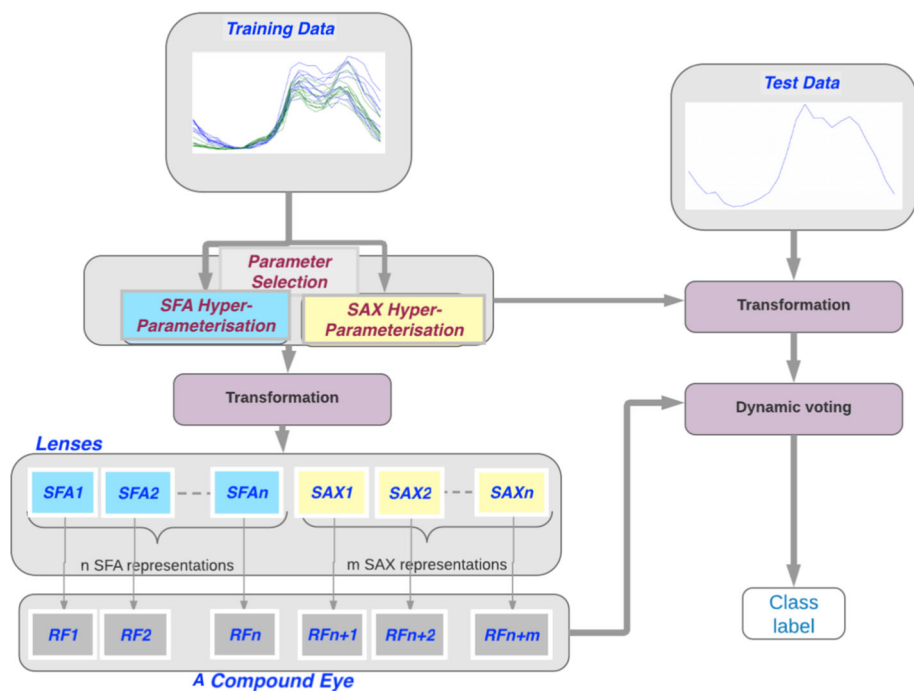 Training Data
Test Data
Parameter
Selection
SFA Hyper-
Parameterisation
SAX Hyper-
Parameterisation
Transformation
Transformation
Dynamic voting
Lenses
SFA1 SFA2 SFAn SAX1 SAX2 SAXn
n SFA representations m SAX representations
RF1 RF2 RFn RFn+1 RFn+2 RFn+m
A Compound Eye
Class
label